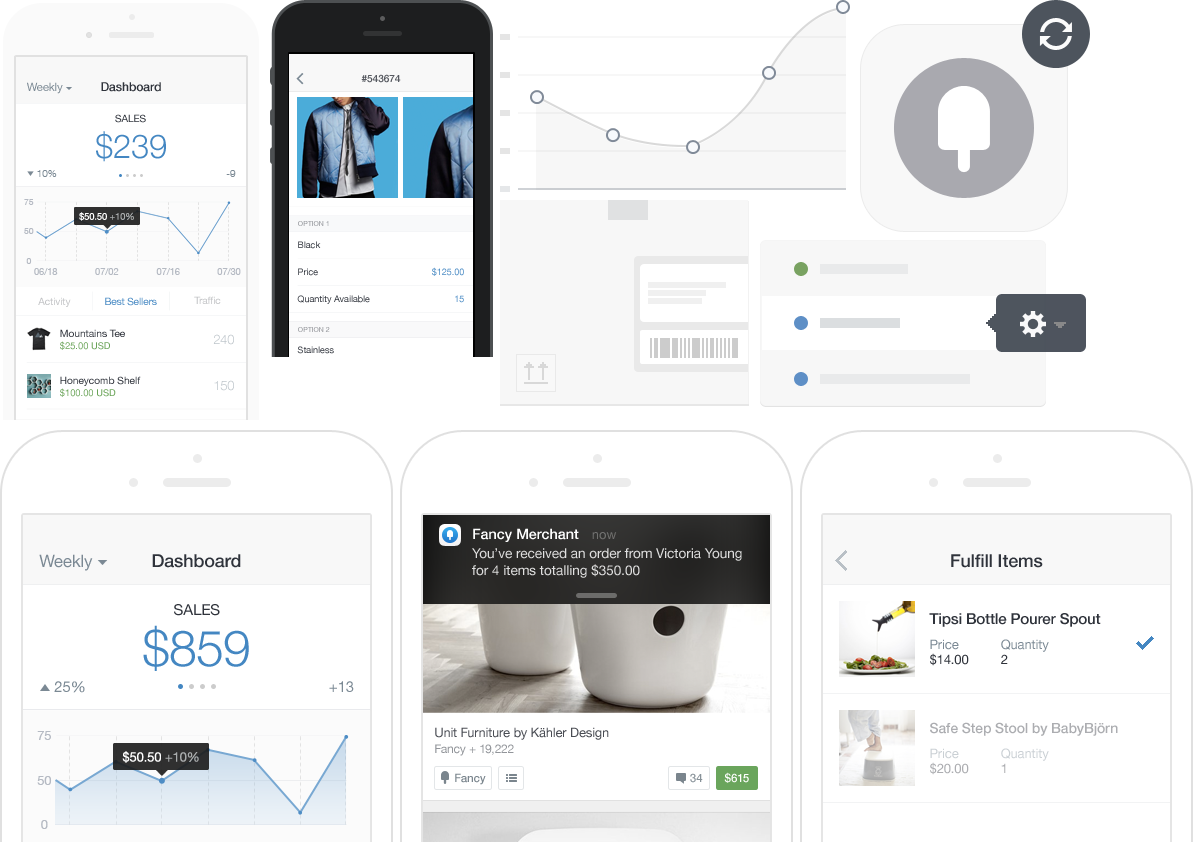 Weekly Dashboard
SALES
$239
10% -9
75
50
0
$50.50 +10%
06/18 07/02 07/16 07/30
Activity Best Sellers Traffic
Mountains Tee
$25.00 USD
240
Honeycomb Shelf
$100.00 USD
150
#543674
OPTION 1
Black
Price $125.00
Quantity Available 15
OPTION 2
Stainless
Weekly Dashboard
SALES
$859
25% +13
75
50
0
$50.50 +10%
Fancy Merchant now
You've received an order from Victoria Young
for 4 items totalling $350.00
Unit Furniture by Kähler Design
Fancy + 19,222
Fancy 34 $615
Fulfill Items
Tipsi Bottle Pourer Spout
Price Quantity
$14.00 2
Safe Step Stool by BabyBjörn
Price Quantity
$20.00 1